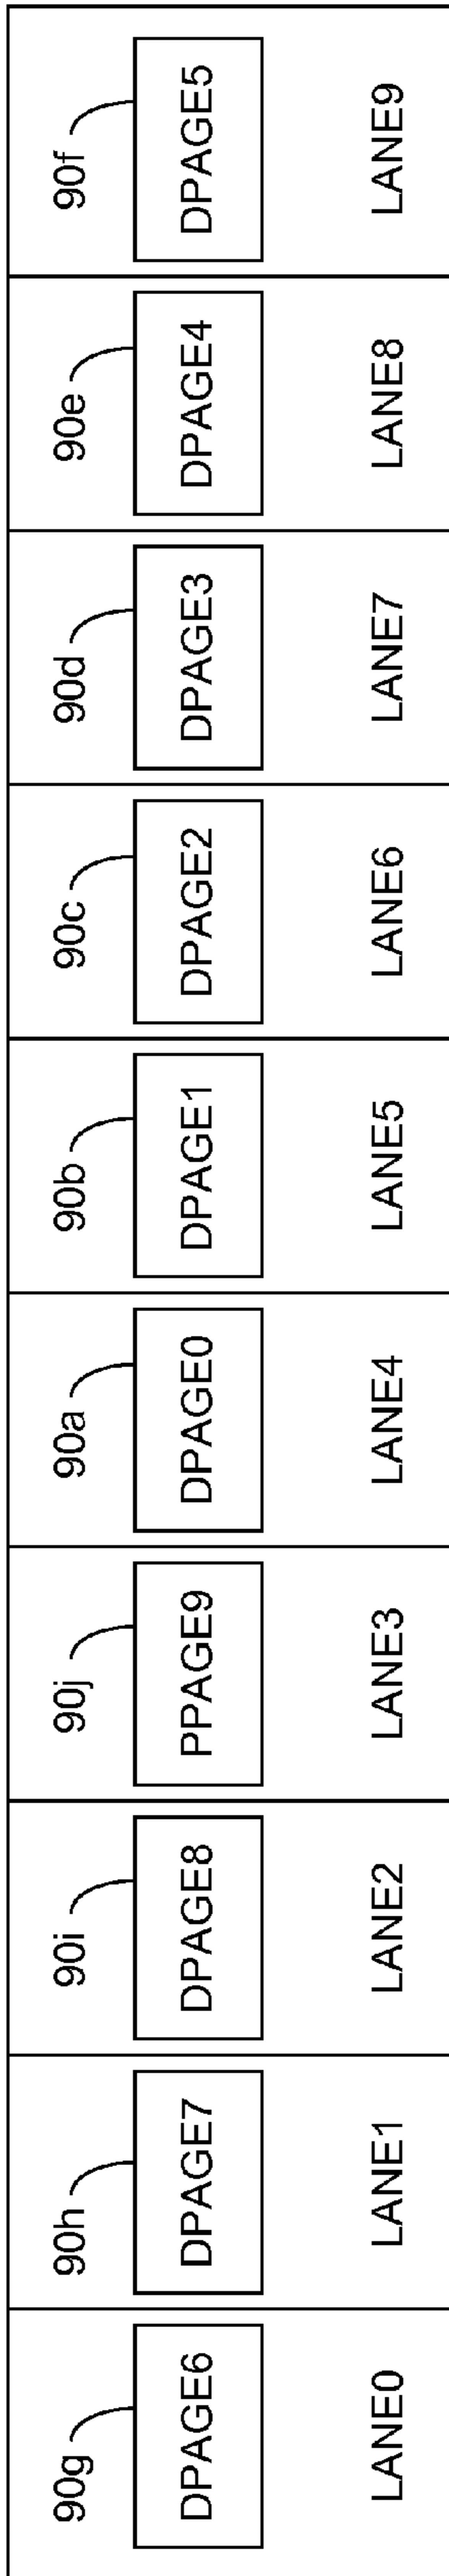 90g 90h 90i 90j 90a 90b 90c 90d 90e 90f
DPAGE6 DPAGE7 DPAGE8 PPAGE9 DPAGE0 DPAGE1 DPAGE2 DPAGE3 DPAGE4 DPAGE5
LANE0 LANE1 LANE2 LANE3 LANE4 LANE5 LANE6 LANE7 LANE8 LANE9